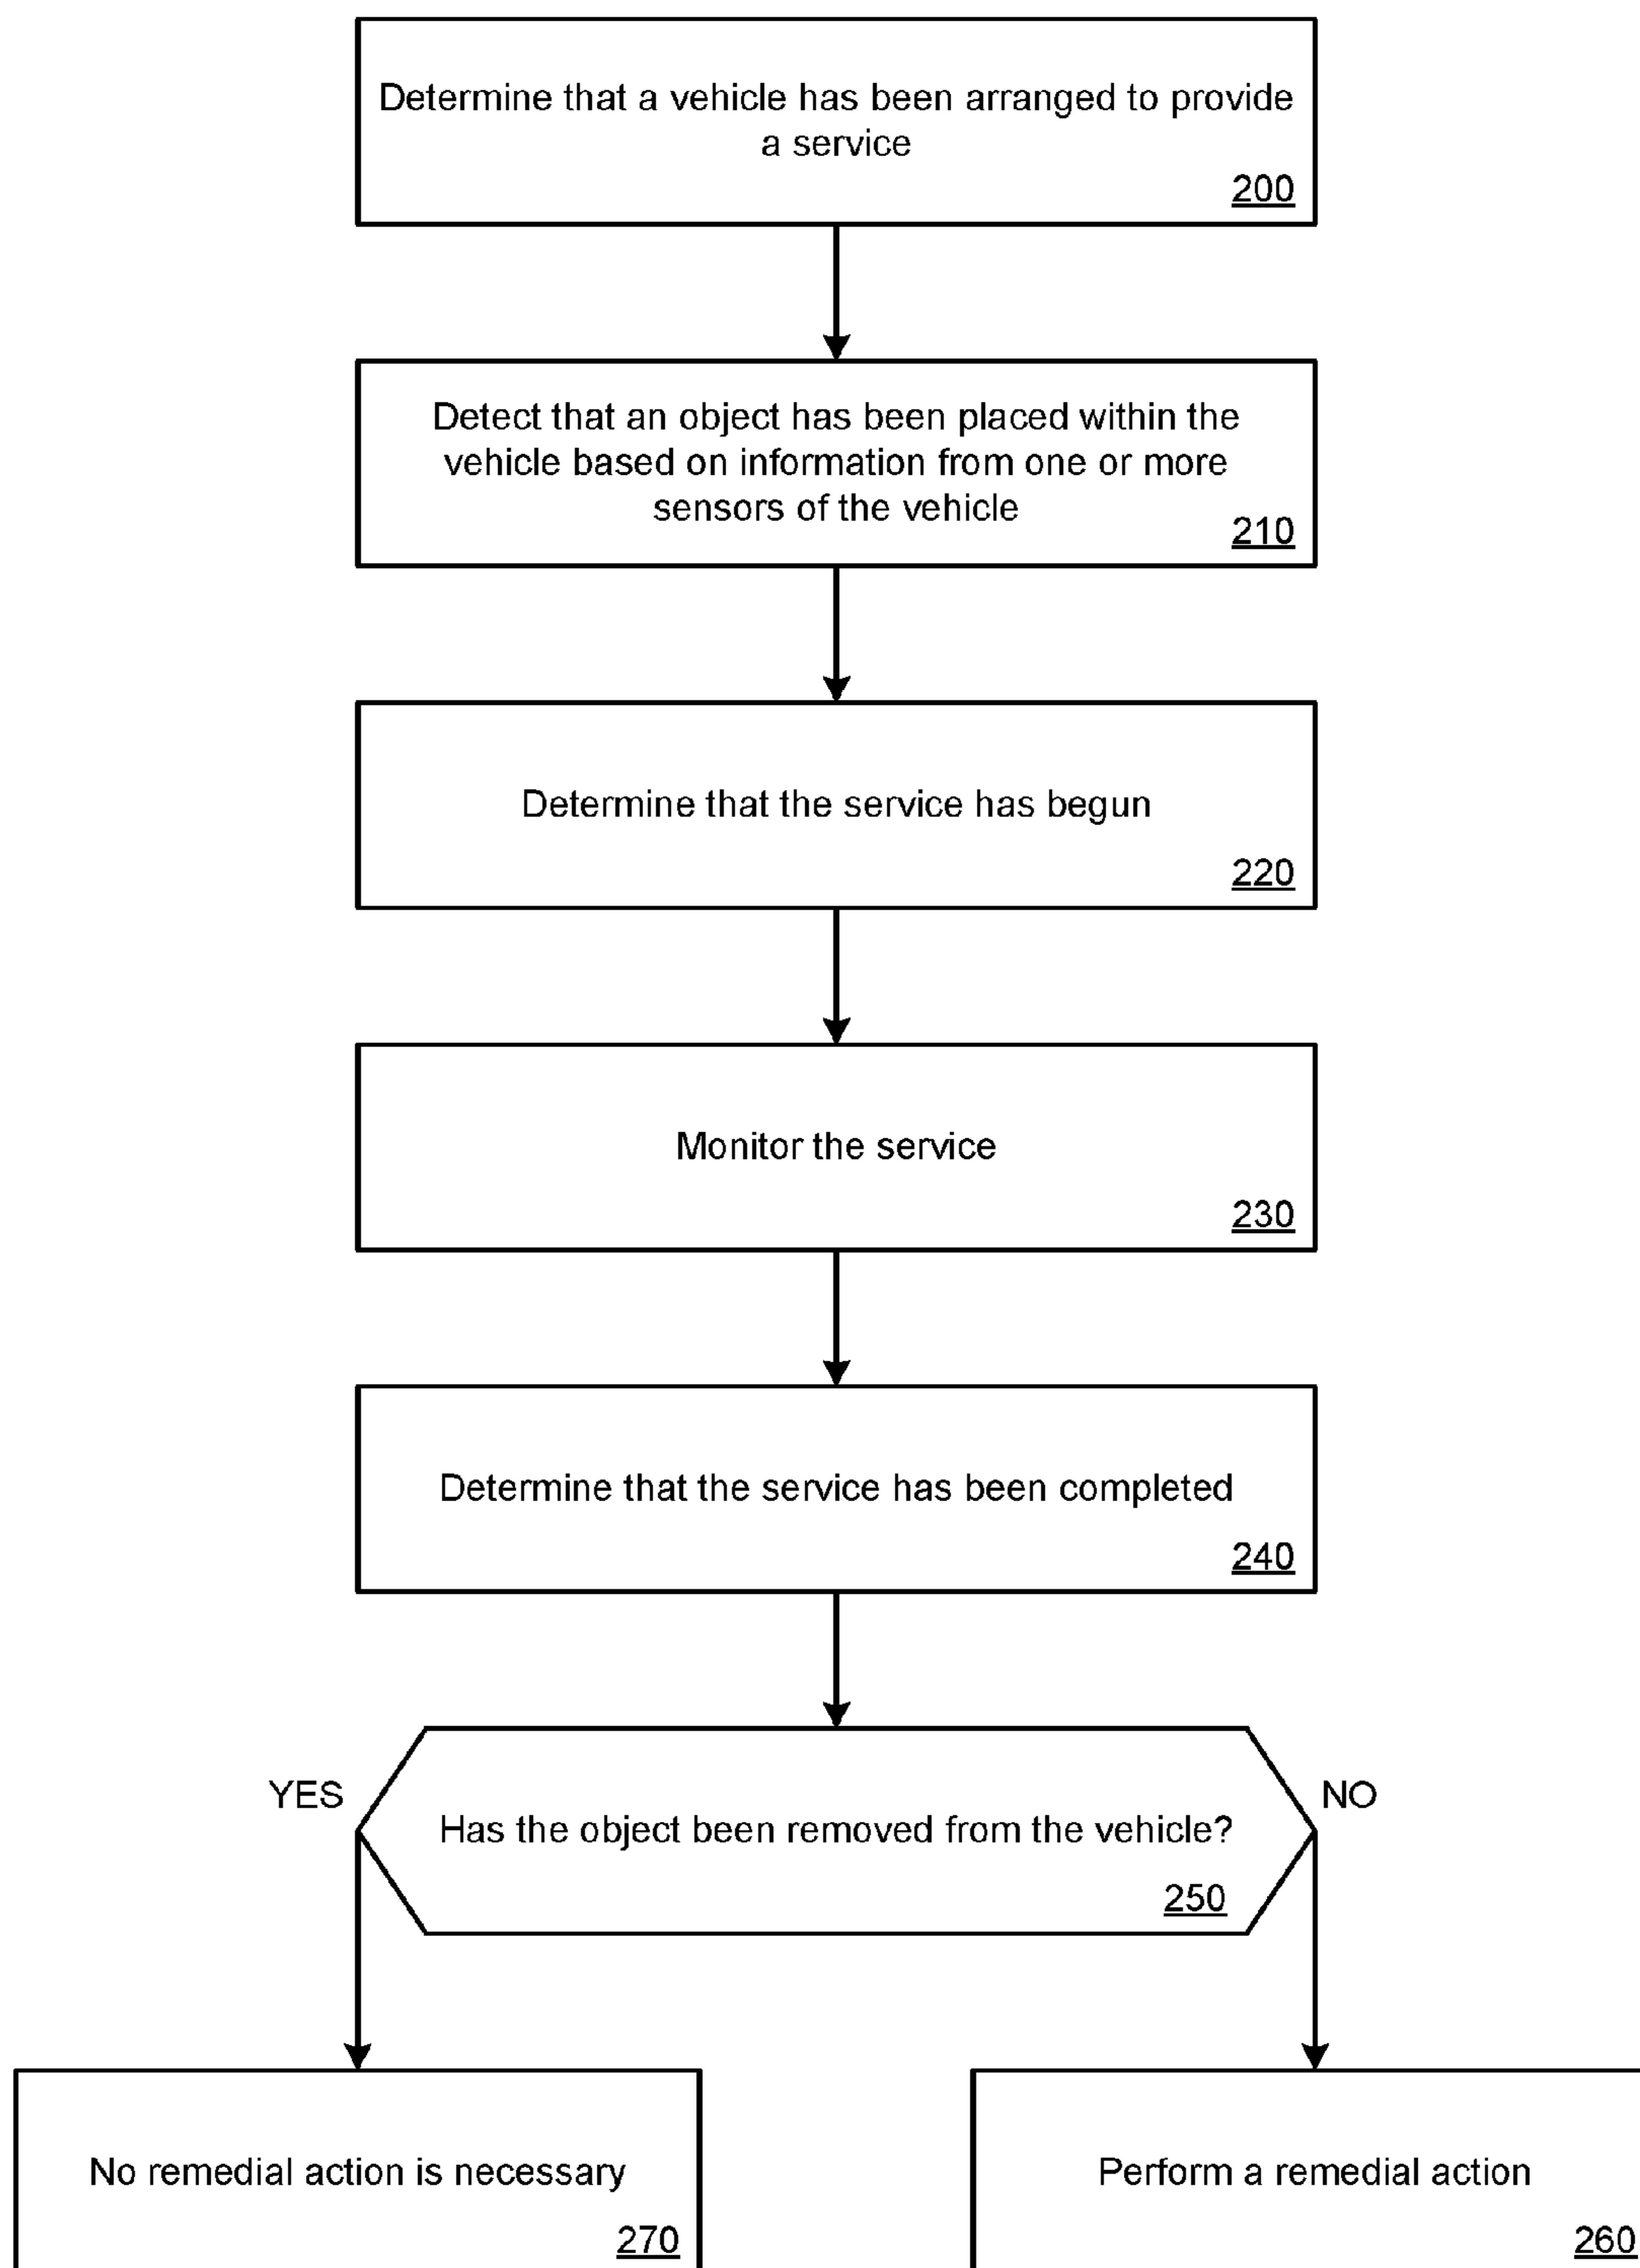 Determine that a vehicle has been arranged to provide
a service
200
Detect that an object has been placed within the
vehicle based on information from one or more
sensors of the vehicle
210
Determine that the service has begun
220
Monitor the service
230
Determine that the service has been completed
240
YES
NO
Has the object been removed from the vehicle?
250
No remedial action is necessary
270
Perform a remedial action
260